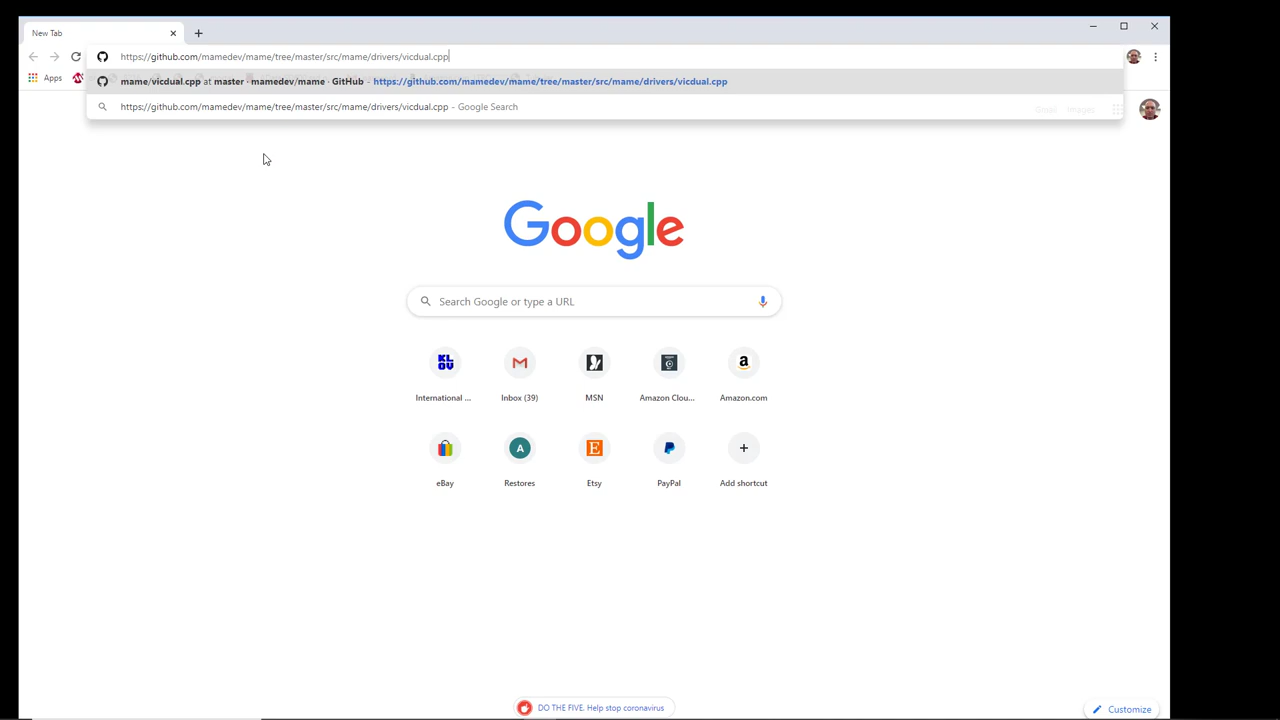 New Tab
https://github.com/mamedev/mame/tree/master/src/mame/drivers/vicdual.cpp
Apps
mame/vicdual.cpp at master · mamedev/mame · GitHub - https://github.com/mamedev/mame/tree/master/src/mame/drivers/vicdual.cpp
https://github.com/mamedev/mame/tree/master/src/mame/drivers/vicdual.cpp - Google Search
Gmail Images
Google
Search Google or type a URL
KLOV
International ...
Inbox (39)
MSN
Amazon Clou...
Amazon.com
A
eBay
Restores
Etsy
PayPal
Add shortcut
DO THE FIVE. Help stop coronavirus
Customize